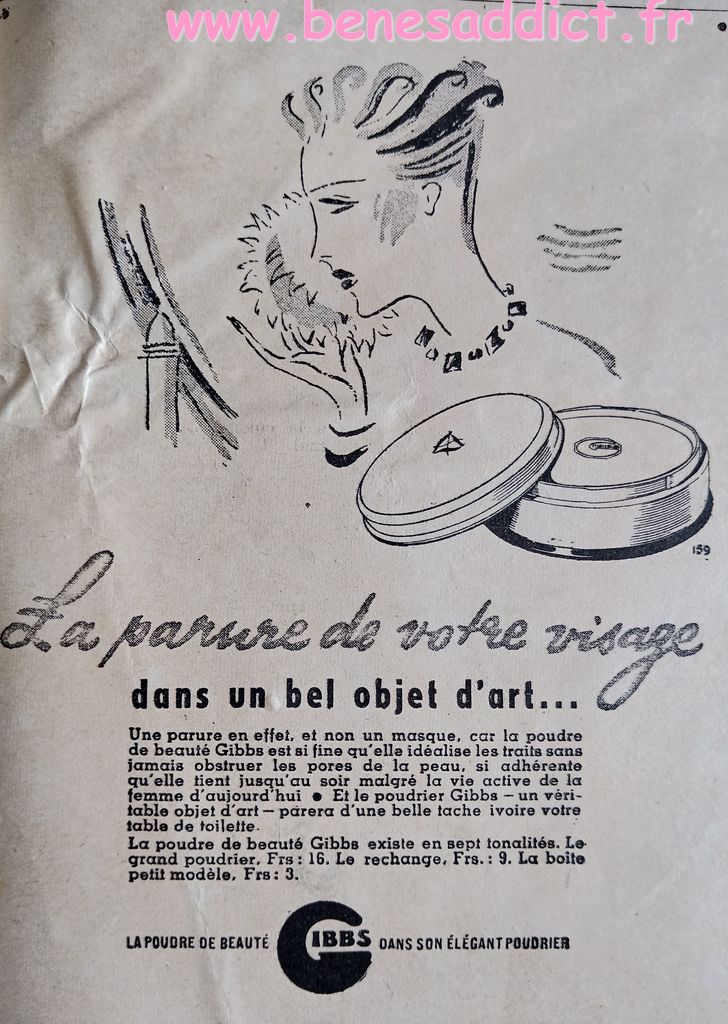 www.benesaddict.fr
159
La parure de votre visage
dans un bel objet d'art...
Une parure en effet, et non un masque, car la poudre
de beauté Gibbs est si fine qu'elle idéalise les traits sans
jamais obstruer les pores de la peau, si adhérente
qu'elle tient jusqu'au soir malgré la vie active de la
femme d'aujourd'hui ● Et le poudrier Gibbs – un véri-
table objet d'art – parera d'une belle tache ivoire votre
table de toilette.
La poudre de beauté Gibbs existe en sept tonalités. Le
grand poudrier, Frs : 16. Le rechange, Frs. : 9. La boîte
petit modèle, Frs : 3.
LA POUDRE DE BEAUTÉ GIBBS DANS SON ÉLÉGANT POUDRIER